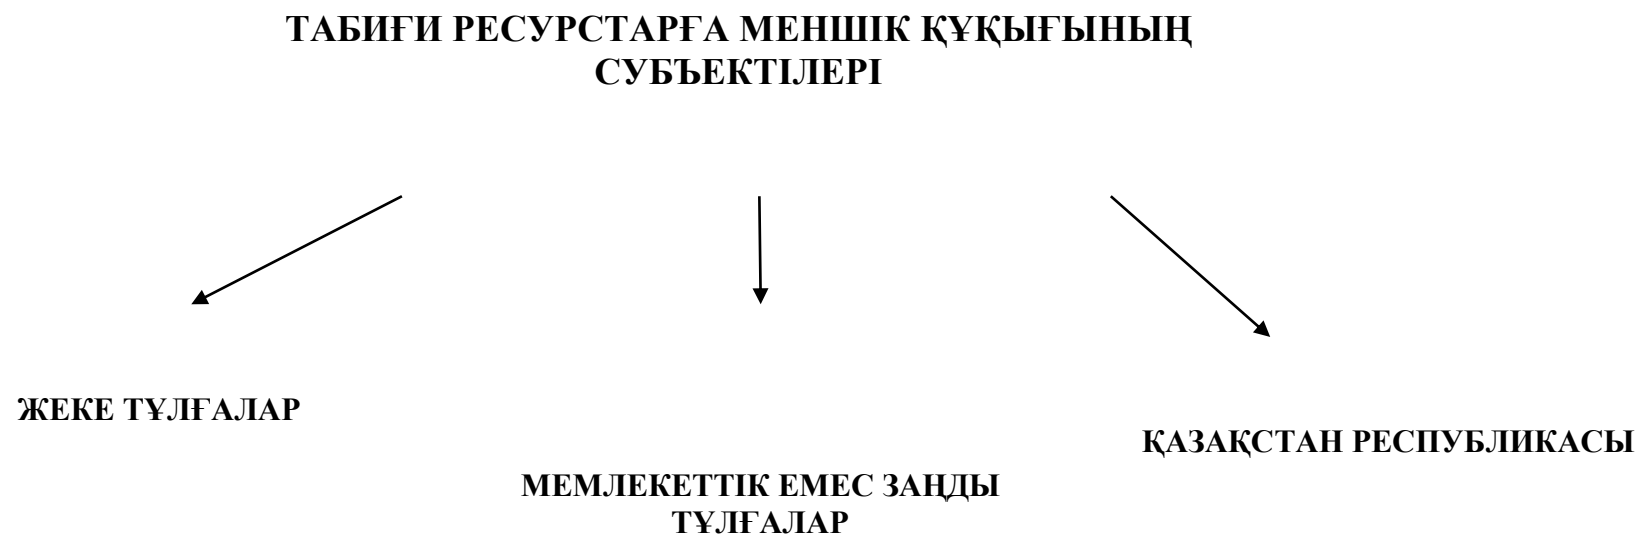 ТАБИҒИ РЕСУРСТАРҒА МЕНШІК ҚҰҚЫҒЫНЫҢ
СУБЪЕКТІЛЕРІ
ЖЕКЕ ТҰЛҒАЛАР
ҚАЗАҚСТАН РЕСПУБЛИКАСЫ
МЕМЛЕКЕТТІК ЕМЕС ЗАҢДЫ
ТҰЛҒАЛАР